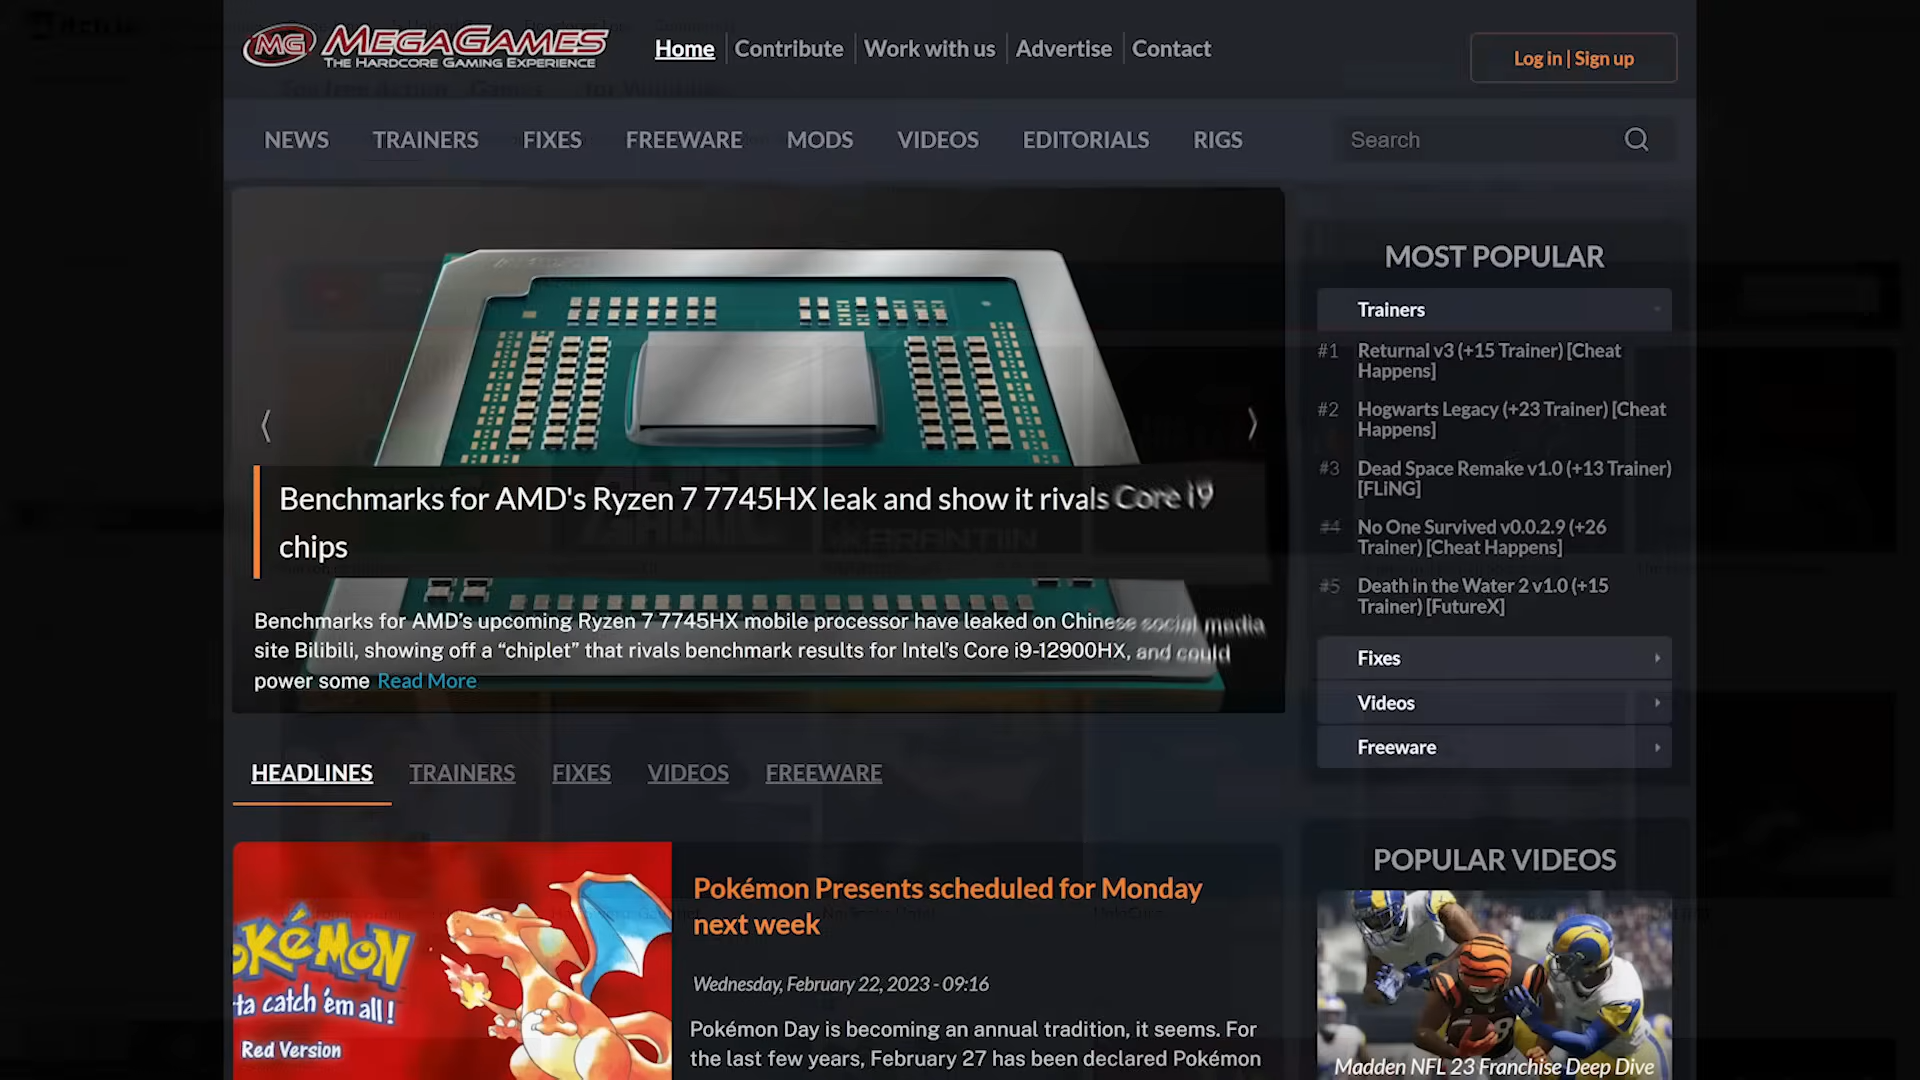 MG MEGAGAMES
THE HARDCORE GAMING EXPERIENCE
Home Contribute Work with us Advertise Contact
Log in | Sign up
NEWS TRAINERS FIXES FREEWARE MODS VIDEOS EDITORIALS RIGS
Search
Benchmarks for AMD's Ryzen 7 7745HX leak and show it rivals Core i9
chips
Benchmarks for AMD's upcoming Ryzen 7 7745HX mobile processor have leaked on Chinese social media
site Bilibili, showing off a “chiplet” that rivals benchmark results for Intel's Core i9-12900HX, and could
power some Read More
MOST POPULAR
Trainers
#1 Returnal v3 (+15 Trainer) [Cheat
Happens]
#2 Hogwarts Legacy (+23 Trainer) [Cheat
Happens]
#3 Dead Space Remake v1.0 (+13 Trainer)
[FLiNG]
#4 No One Survived v0.0.2.9 (+26
Trainer) [Cheat Happens]
#5 Death in the Water 2 v1.0 (+15
Trainer) [FutureX]
Fixes
Videos
Freeware
HEADLINES TRAINERS FIXES VIDEOS FREEWARE
POKéMON
ta catch 'em all!
Red Version
Pokémon Presents scheduled for Monday
next week
Wednesday, February 22, 2023 - 09:16
Pokémon Day is becoming an annual tradition, it seems. For
the last few years, February 27 has been declared Pokémon
POPULAR VIDEOS
Madden NFL 23 Franchise Deep Dive